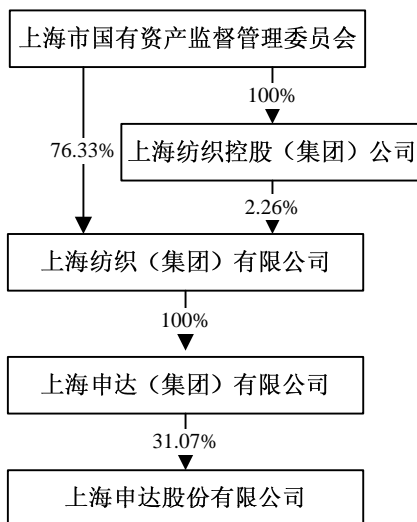 上海市国有资产监督管理委员会
100%
76.33%
上海纺织控股（集团）公司
2.26%
上海纺织（集团）有限公司
100%
上海申达（集团）有限公司
31.07%
上海申达股份有限公司